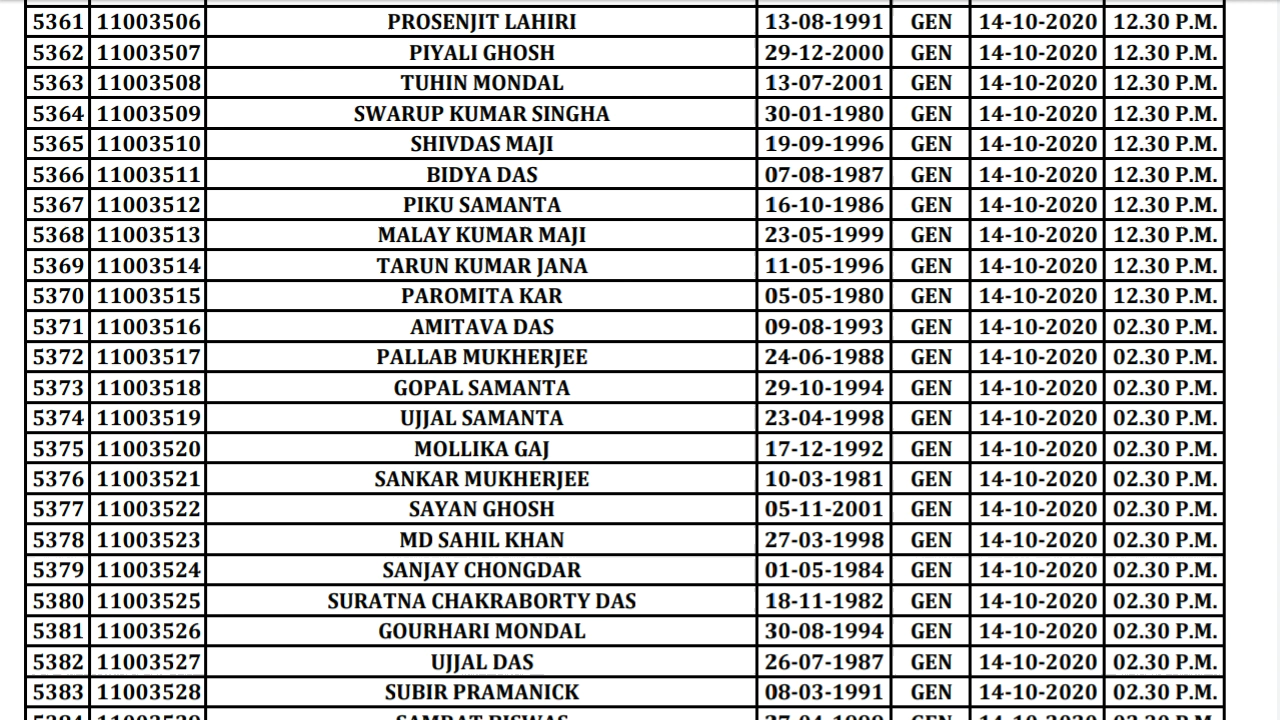 5361 11003506 PROSENJIT LAHIRI 13-08-1991 GEN 14-10-2020 12.30 P.M.
5362 11003507 PIYALI GHOSH 29-12-2000 GEN 14-10-2020 12.30 P.M.
5363 11003508 TUHIN MONDAL 13-07-2001 GEN 14-10-2020 12.30 P.M.
5364 11003509 SWARUP KUMAR SINGHA 30-01-1980 GEN 14-10-2020 12.30 P.M.
5365 11003510 SHIVDAS MAJI 19-09-1996 GEN 14-10-2020 12.30 P.M.
5366 11003511 BIDYA DAS 07-08-1987 GEN 14-10-2020 12.30 P.M.
5367 11003512 PIKU SAMANTA 16-10-1986 GEN 14-10-2020 12.30 P.M.
5368 11003513 MALAY KUMAR MAJI 23-05-1999 GEN 14-10-2020 12.30 P.M.
5369 11003514 TARUN KUMAR JANA 11-05-1996 GEN 14-10-2020 12.30 P.M.
5370 11003515 PAROMITA KAR 05-05-1980 GEN 14-10-2020 12.30 P.M.
5371 11003516 AMITAVA DAS 09-08-1993 GEN 14-10-2020 02.30 P.M.
5372 11003517 PALLAB MUKHERJEE 24-06-1988 GEN 14-10-2020 02.30 P.M.
5373 11003518 GOPAL SAMANTA 29-10-1994 GEN 14-10-2020 02.30 P.M.
5374 11003519 UJJAL SAMANTA 23-04-1998 GEN 14-10-2020 02.30 P.M.
5375 11003520 MOLLIKA GAJ 17-12-1992 GEN 14-10-2020 02.30 P.M.
5376 11003521 SANKAR MUKHERJEE 10-03-1981 GEN 14-10-2020 02.30 P.M.
5377 11003522 SAYAN GHOSH 05-11-2001 GEN 14-10-2020 02.30 P.M.
5378 11003523 MD SAHIL KHAN 27-03-1998 GEN 14-10-2020 02.30 P.M.
5379 11003524 SANJAY CHONGDAR 01-05-1984 GEN 14-10-2020 02.30 P.M.
5380 11003525 SURATNA CHAKRABORTY DAS 18-11-1982 GEN 14-10-2020 02.30 P.M.
5381 11003526 GOURHARI MONDAL 30-08-1994 GEN 14-10-2020 02.30 P.M.
5382 11003527 UJJAL DAS 26-07-1987 GEN 14-10-2020 02.30 P.M.
5383 11003528 SUBIR PRAMANICK 08-03-1991 GEN 14-10-2020 02.30 P.M.